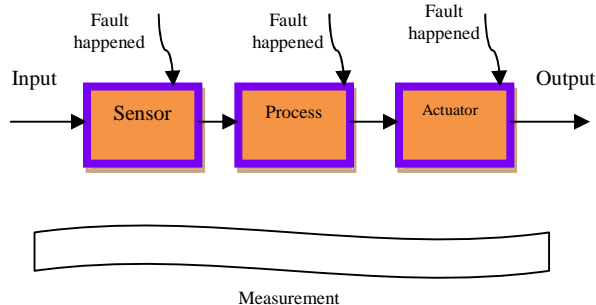 Fault
happened
Fault
happened
Fault
happened
Input
Output
Sensor
Process
Actuator
Measurement